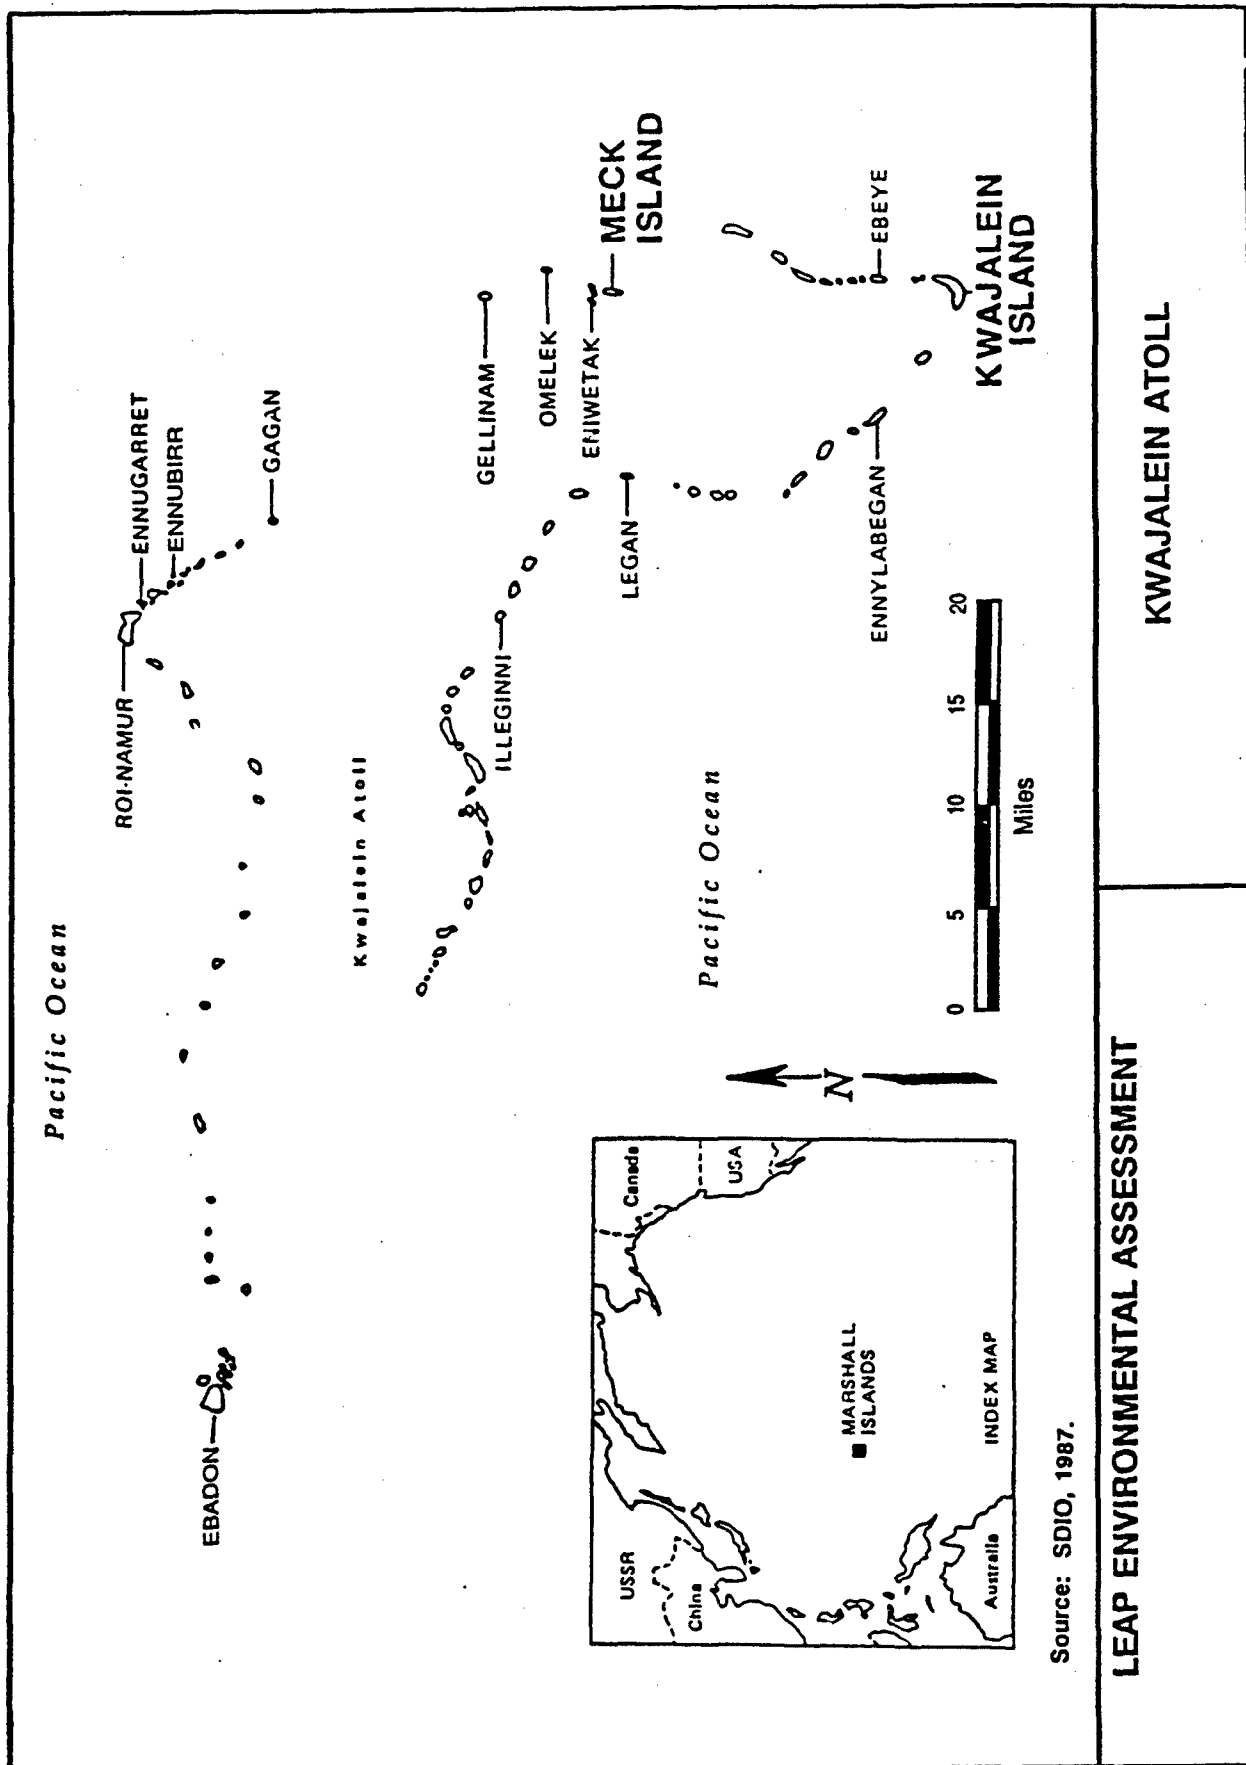 Pacific Ocean
ROI-NAMUR
ENNUGARRET
ENNUBIRR
EBADON
GAGAN
Kwajalein Atoll
GELLINAM
ILLEGINNI
OMELEK
ENIWETAK
MECK
ISLAND
LEGAN
Pacific Ocean
ENNYLABEGAN
EBEYE
KWAJALEIN
ISLAND
N
0 5 10 15 20
Miles
USSR
China
Canada
USA
MARSHALL
ISLANDS
Australia
INDEX MAP
Source: SDIO, 1987.
LEAP ENVIRONMENTAL ASSESSMENT
KWAJALEIN ATOLL